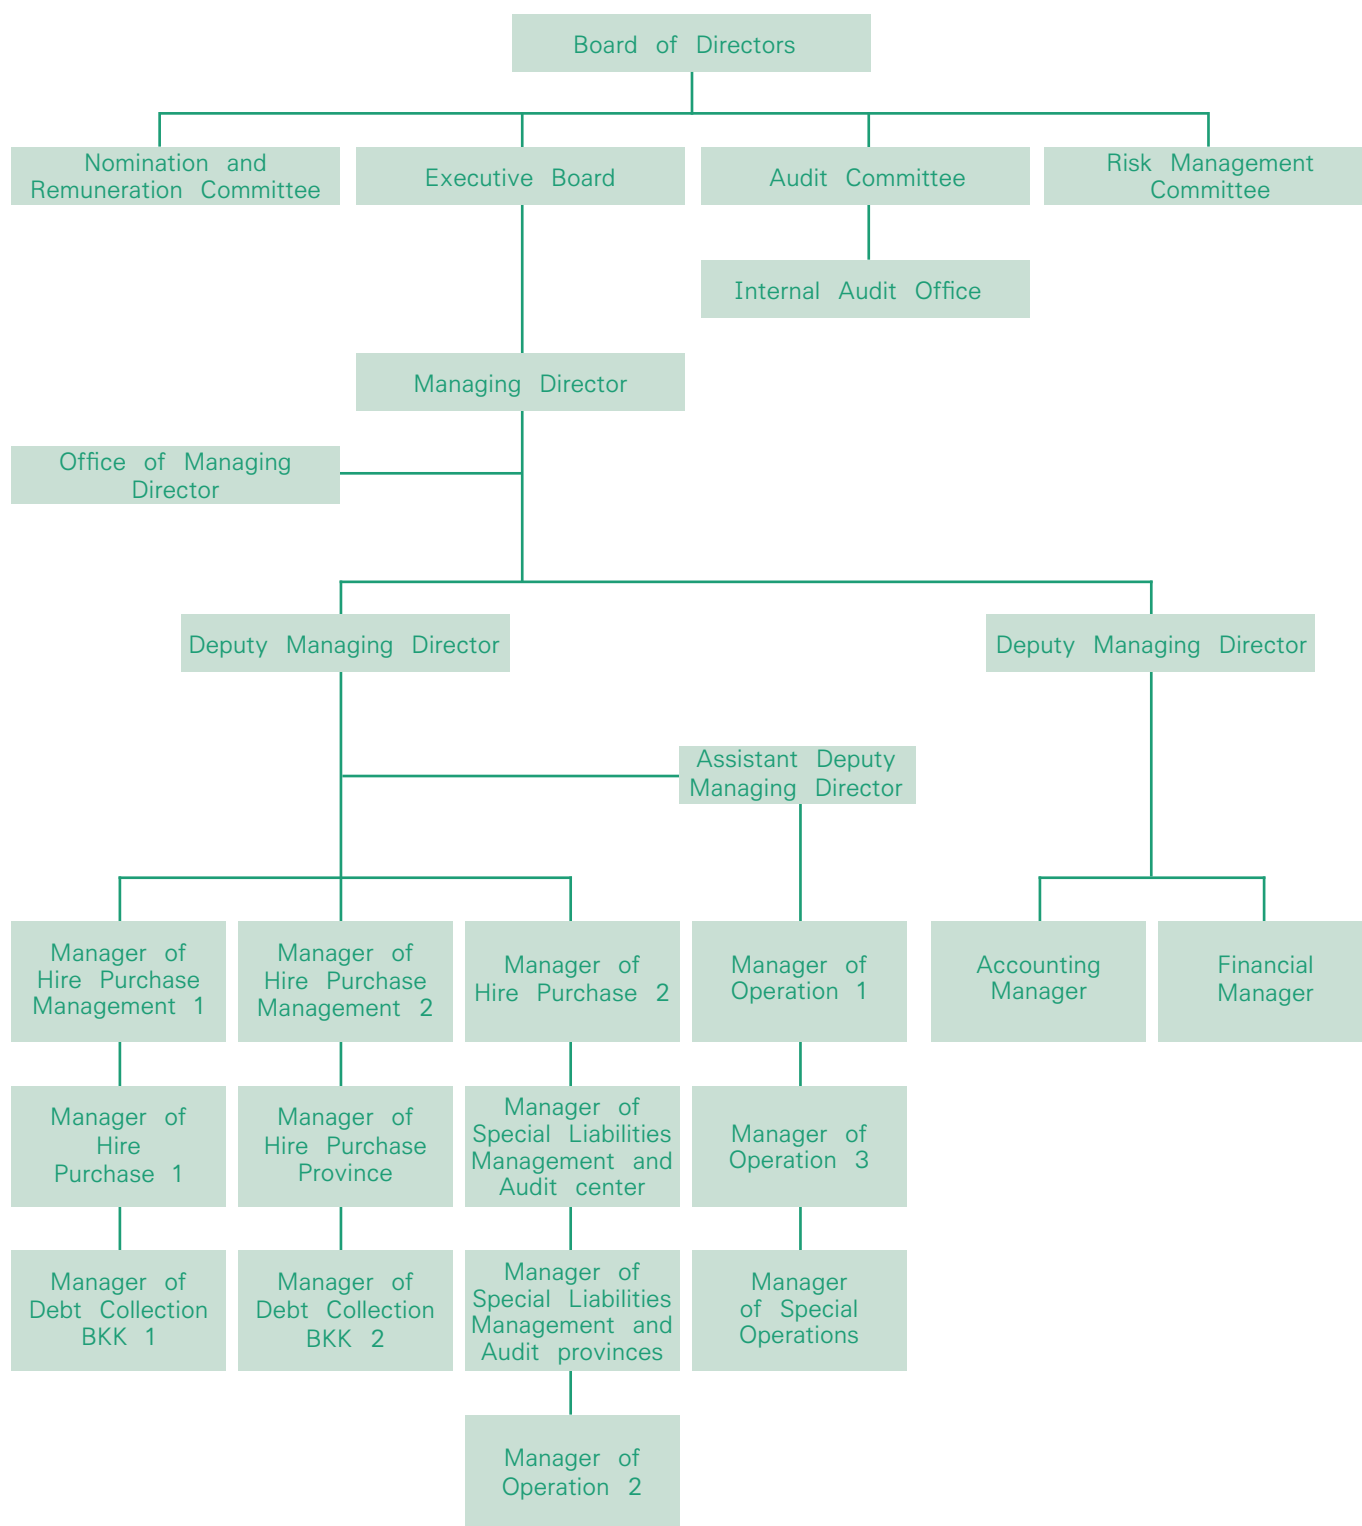 Board of Directors
Nomination and
Remuneration Committee
Executive Board
Audit Committee
Risk Management
Committee
Internal Audit Office
Managing Director
Office of Managing
Director
Deputy Managing Director
Deputy Managing Director
Assistant Deputy
Managing Director
Manager of
Hire Purchase
Management 1
Manager of
Hire Purchase
Management 2
Manager of
Hire Purchase 2
Manager of
Operation 1
Accounting
Manager
Financial
Manager
Manager of
Hire
Purchase 1
Manager of
Hire Purchase
Province
Manager of
Special Liabilities
Management and
Audit center
Manager of
Operation 3
Manager of
Debt Collection
BKK 1
Manager of
Debt Collection
BKK 2
Manager of
Special Liabilities
Management and
Audit provinces
Manager
of Special
Operations
Manager of
Operation 2